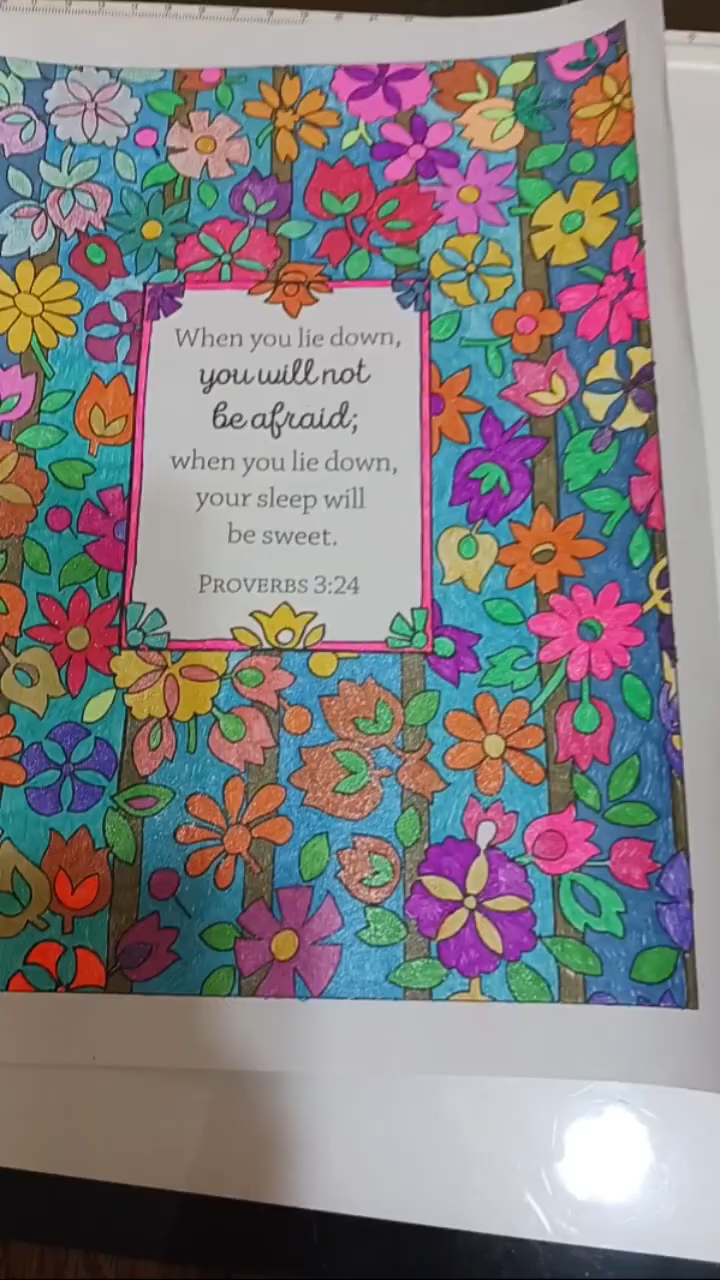 When you lie down,
you will not
be afraid;
when you lie down,
your sleep will
be sweet.
PROVERBS 3:24